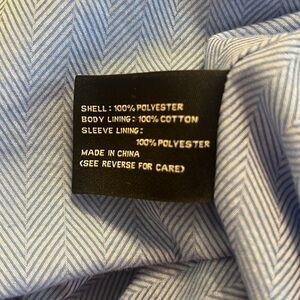 SHELL: 100% POLYESTER
BODY LINING: 100% COTTON
SLEEVE LINING:
100% POLYESTER
MADE IN CHINA
(SEE REVERSE FOR CARE)